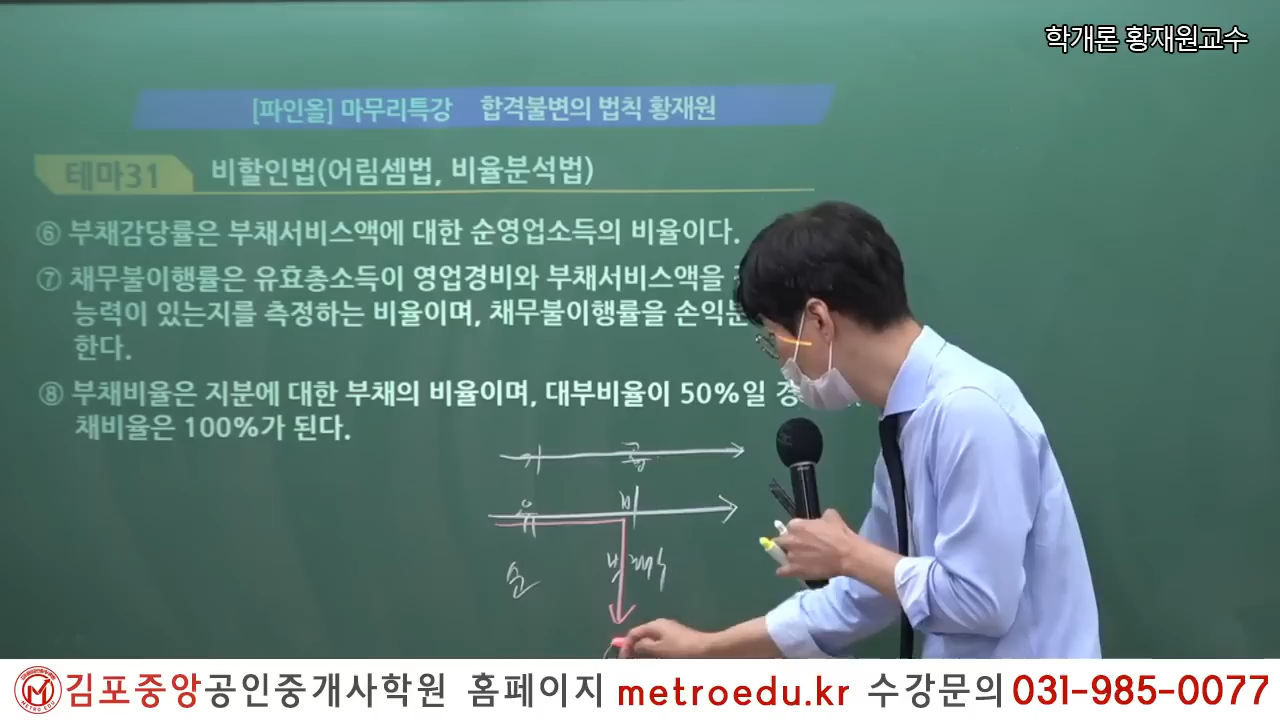 학개론 황재원교수
[파인올] 마무리특강 합격불변의 법칙 황재원
테마31 비할인법(어림셈법, 비율분석법)
⑥ 부채감당률은 부채서비스액에 대한 순영업소득의 비율이다.
⑦ 채무불이행률은 유효총소득이 영업경비와 부채서비스액을
능력이 있는지를 측정하는 비율이며, 채무불이행률을 손익분
한다.
⑧ 부채비율은 지분에 대한 부채의 비율이며, 대부비율이 50%일
채비율은 100%가 된다.
가 공
유 비
순 부채수
김포중앙공인중개사학원 홈페이지 metroedu.kr 수강문의 031-985-0077